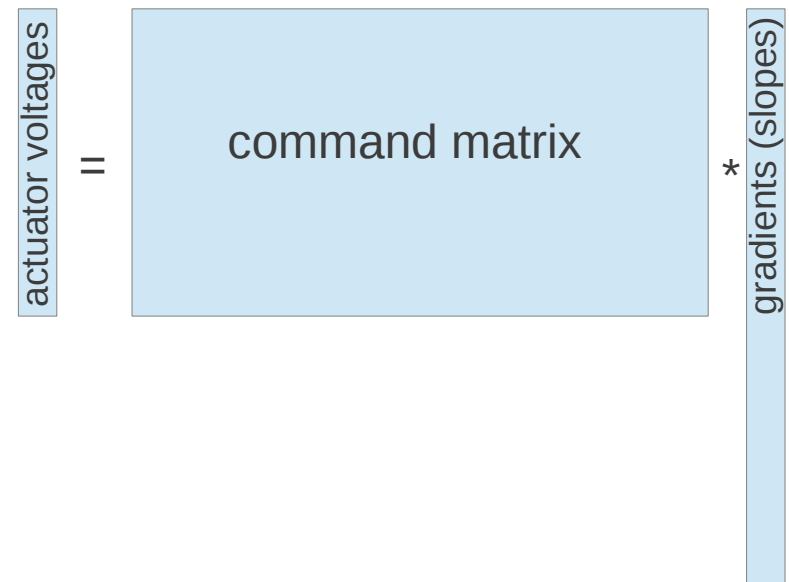 actuator voltages
=
command matrix
*
gradients (slopes)